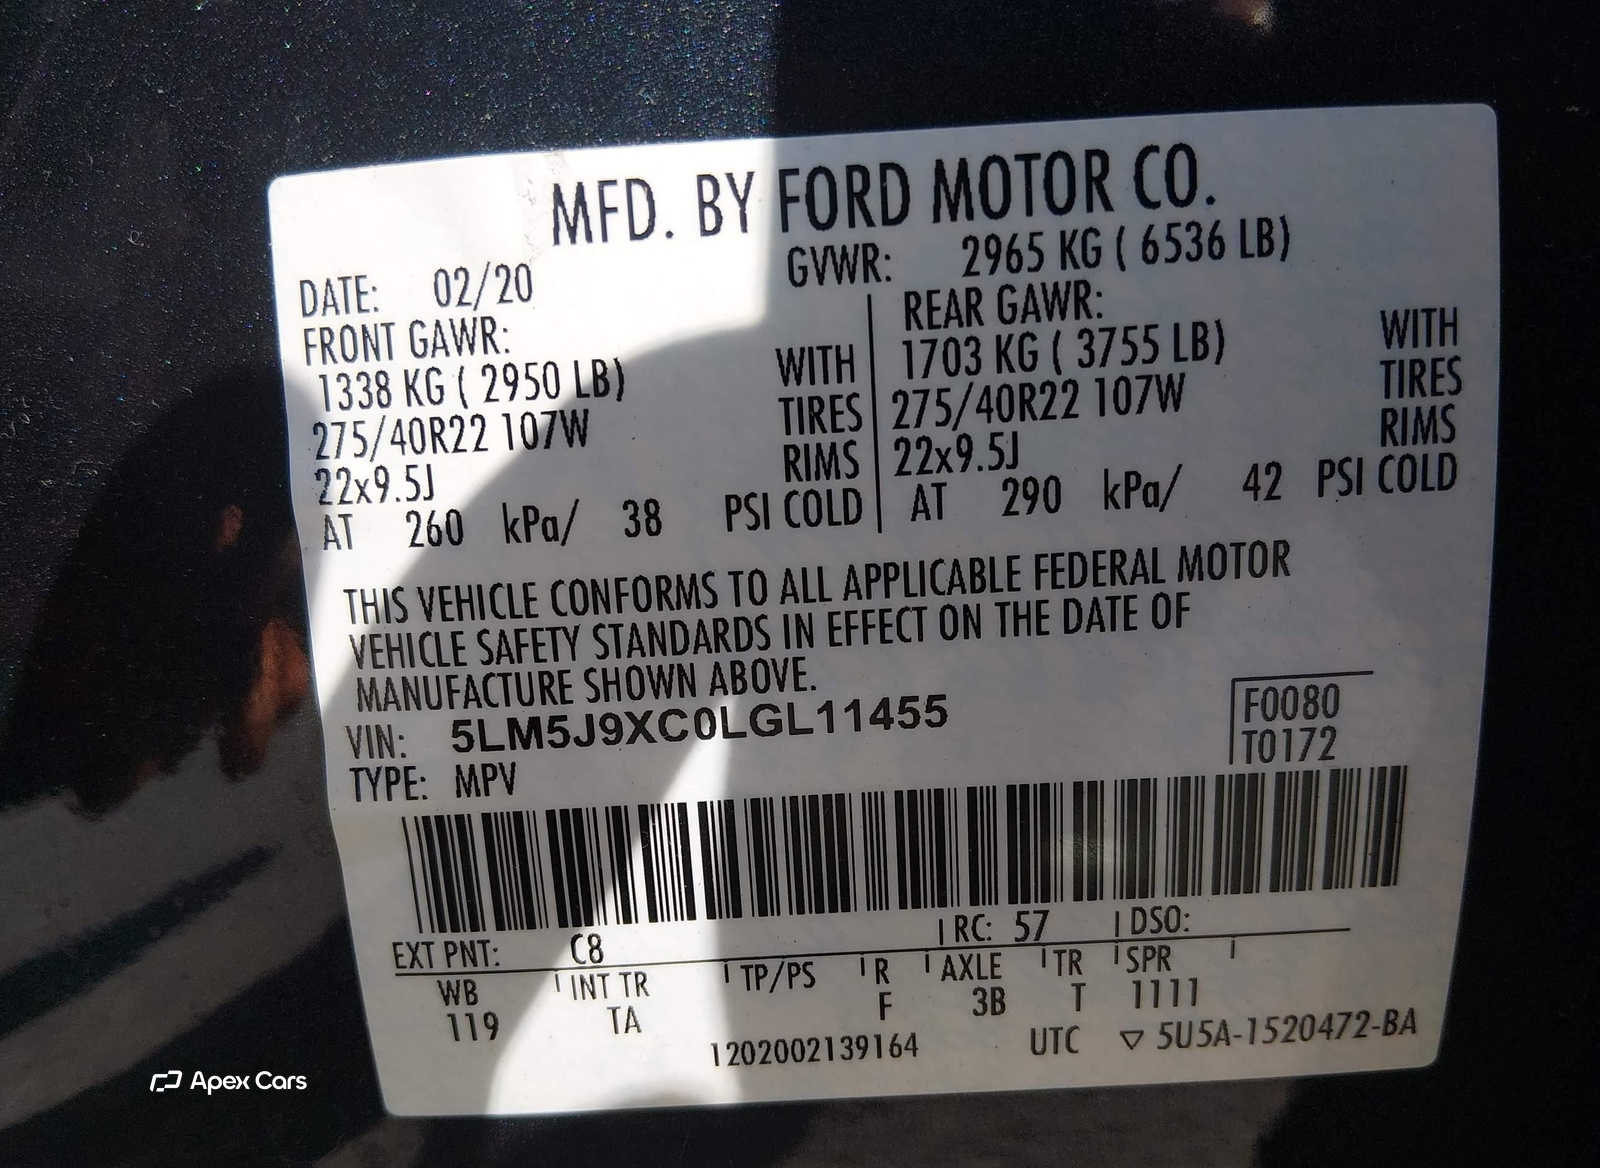 MFD. BY FORD MOTOR CO.
DATE: 02/20 GVWR: 2965 KG ( 6536 LB)
FRONT GAWR: REAR GAWR:
1338 KG ( 2950 LB) WITH 1703 KG ( 3755 LB) WITH
275/40R22 107W TIRES 275/40R22 107W TIRES
22x9.5J RIMS 22x9.5J RIMS
AT 260 kPa/ 38 PSI COLD AT 290 kPa/ 42 PSI COLD
THIS VEHICLE CONFORMS TO ALL APPLICABLE FEDERAL MOTOR
VEHICLE SAFETY STANDARDS IN EFFECT ON THE DATE OF
MANUFACTURE SHOWN ABOVE.
VIN: 5LM5J9XC0LGL11455 F0080
TYPE: MPV T0172
EXT PNT: C8 RC: 57 DSO:
WB INT TR TP/PS R AXLE TR SPR
119 TA F 3B T 1111
1202002139164 UTC ▽ 5U5A-1520472-BA
Apex Cars